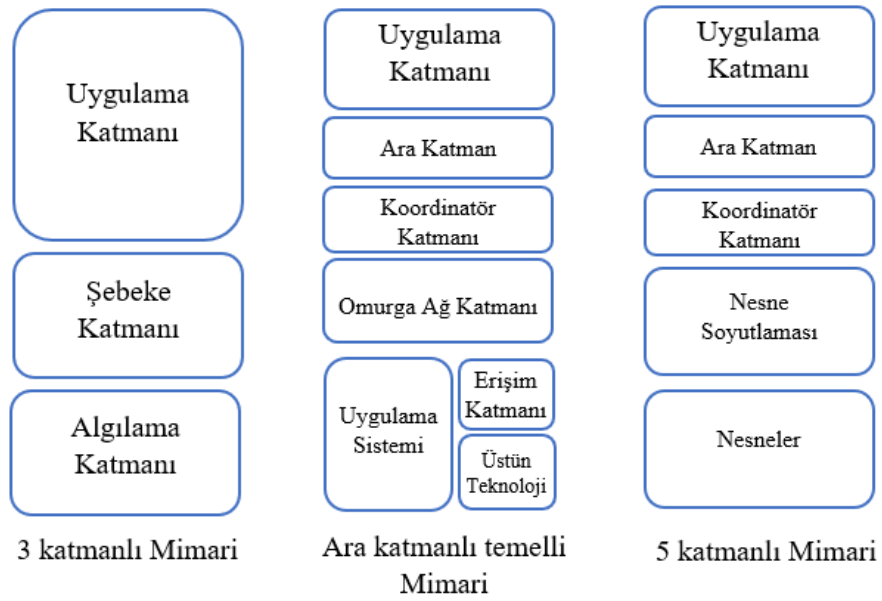 Uygulama
Katmanı
Şebeke
Katmanı
Algılama
Katmanı
3 katmanlı Mimari
Uygulama
Katmanı
Ara Katman
Koordinatör
Katmanı
Omurga Ağ Katmanı
Uygulama
Sistemi
Erişim
Katmanı
Üstün
Teknoloji
Ara katmanlı temelli
Mimari
Uygulama
Katmanı
Ara Katman
Koordinatör
Katmanı
Nesne
Soyutlaması
Nesneler
5 katmanlı Mimari